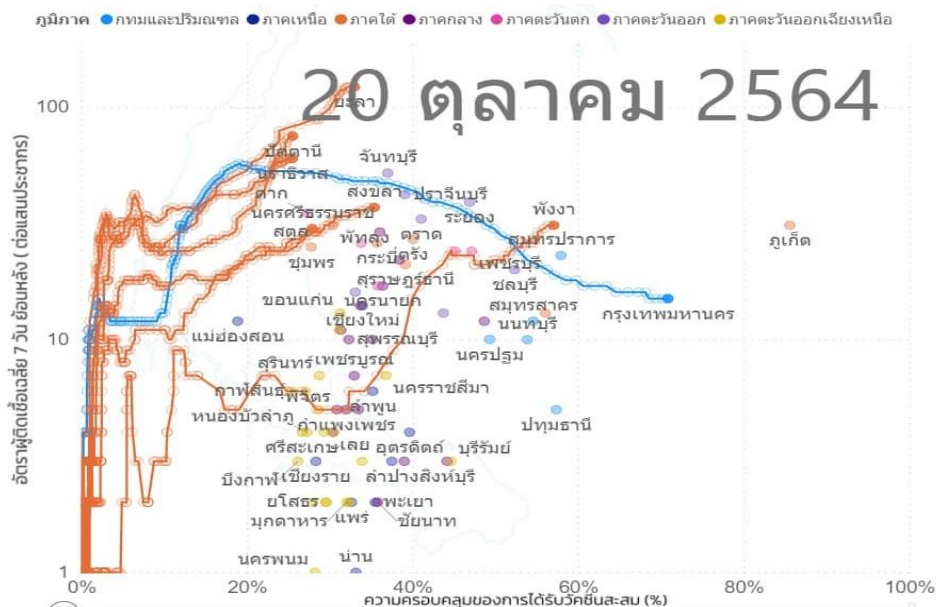 ภูมิภาค กทมและปริมณฑล ภาคเหนือ ภาคใต้ ภาคกลาง ภาคตะวันตก ภาคตะวันออก ภาคตะวันออกเฉียงเหนือ
20 ตุลาคม 2564
อัตราผู้ติดเชื้อเฉลี่ย 7 วัน ย้อนหลัง ( ต่อแสนประชากร)
100
ยะลา
ปัตตานี
จันทบุรี
นราธิวาส
สงขลา
ปราจีนบุรี
ตาก
นครศรีธรรมราช
ระยอง
พังงา
สตูล
พัทลุง
ตราด
สมุทรปราการ
ภูเก็ต
ชุมพร
กระบี่
ตรัง
เพชรบุรี
สุราษฎร์ธานี
ชลบุรี
ขอนแก่น
นครนายก
สมุทรสาคร
กรุงเทพมหานคร
เชียงใหม่
นนทบุรี
10
แม่ฮ่องสอน
สุพรรณบุรี
นครปฐม
สุรินทร์
เพชรบูรณ์
กาฬสินธุ์
พิจิตร
นครราชสีมา
หนองบัวลำภู
ลำพูน
กำแพงเพชร
ปทุมธานี
ศรีสะเกษ
เลย
อุตรดิตถ์
บุรีรัมย์
บึงกาฬ
เชียงราย
ลำปาง
สิงห์บุรี
ยโสธร
พะเยา
มุกดาหาร
แพร่
ชัยนาท
นครพนม
น่าน
1
0% 20% 40% 60% 80% 100%
ความครอบคลุมของการได้รับวัคซีนสะสม (%)